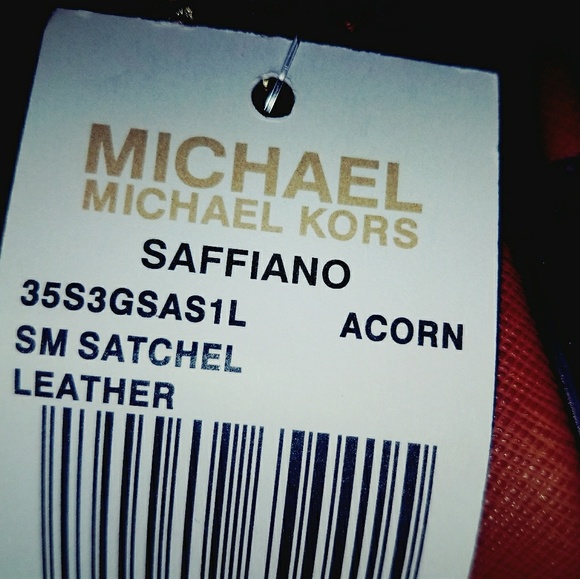 MICHAEL
MICHAEL KORS
SAFFIANO
35S3GSAS1L ACORN
SM SATCHEL
LEATHER